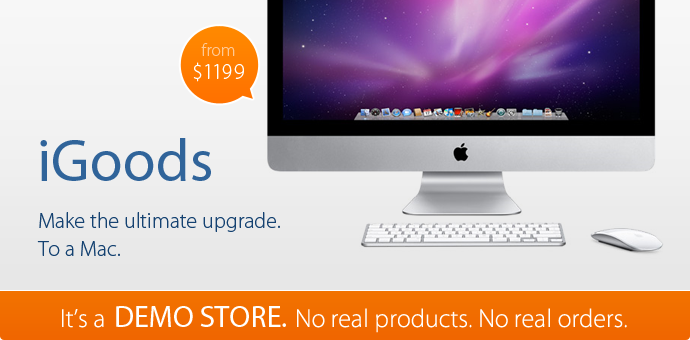 from
$1199
iGoods
Make the ultimate upgrade.
To a Mac.
It's a DEMO STORE. No real products. No real orders.